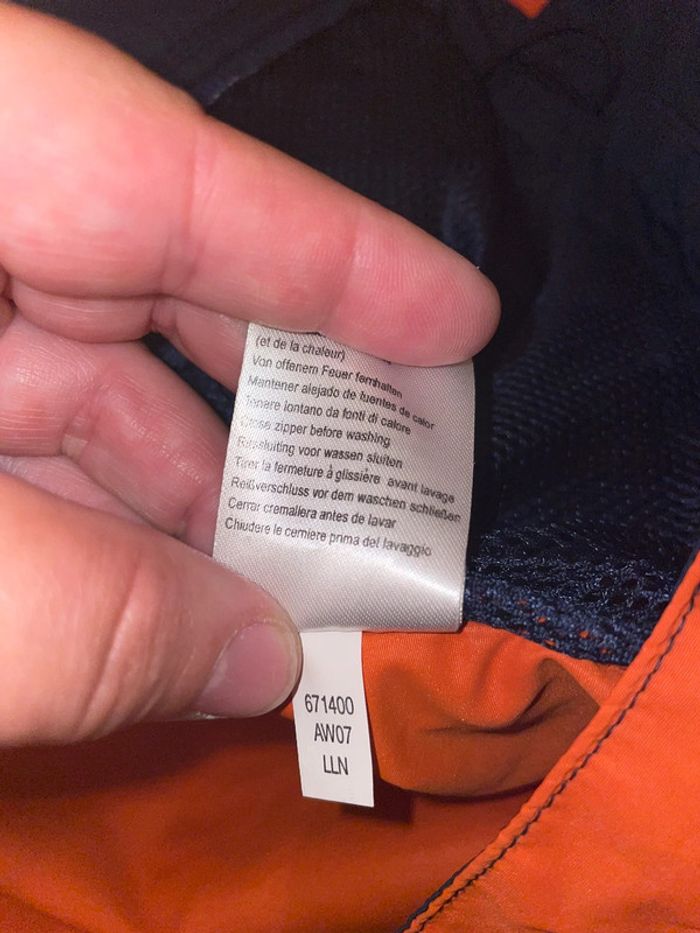 (et de la chaleur)
Von offenem Feuer fernhalten
Mantener alejado de fuentes de calor
Tenere lontano da fonti di calore
Close zipper before washing
Ritssluiting voor wassen sluiten
Tirer la fermeture à glissière avant lavage
Reißverschluss vor dem waschen schließen
Cerrar cremallera antes de lavar
Chiudere le cerniere prima del lavaggio
671400
AW07
LLN